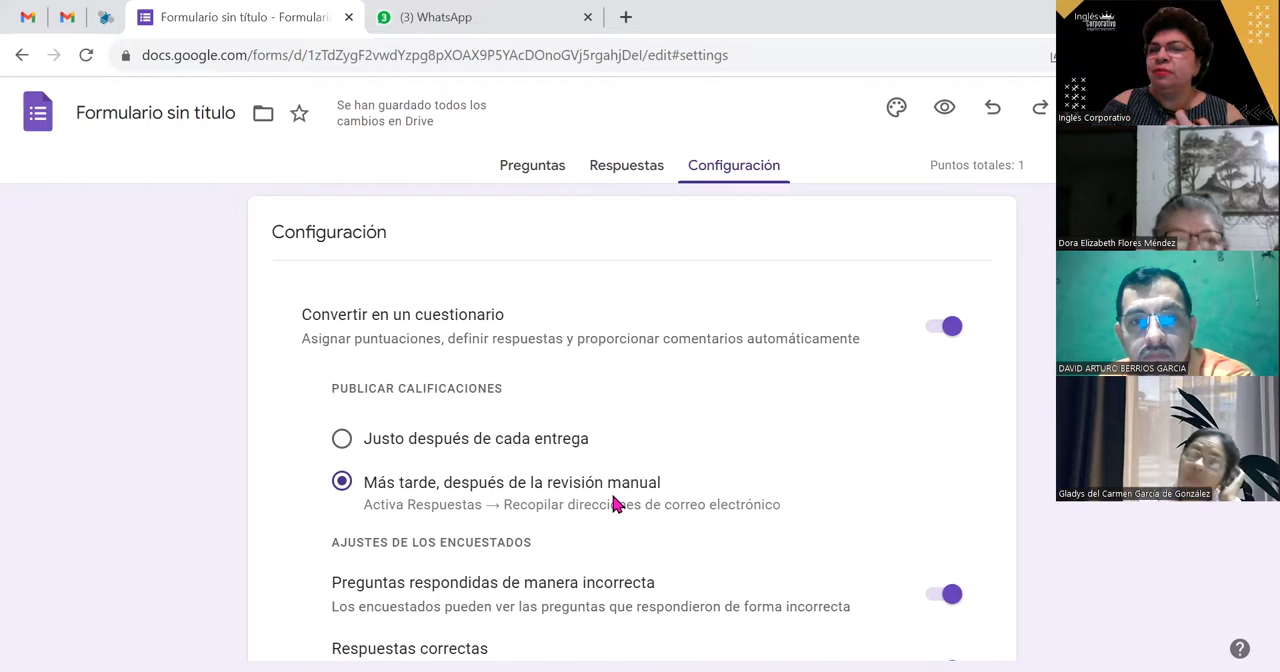 Formulario sin título - Formulari
(3) WhatsApp
docs.google.com/forms/d/1zTdZygF2vwdYzpg8pXOAX9P5YAcDOnoGVj5rgahjDeI/edit#settings
Formulario sin título
Se han guardado todos los
cambios en Drive
Preguntas
Respuestas
Configuración
Puntos totales: 1
Configuración
Convertir en un cuestionario
Asignar puntuaciones, definir respuestas y proporcionar comentarios automáticamente
PUBLICAR CALIFICACIONES
Justo después de cada entrega
Más tarde, después de la revisión manual
Activa Respuestas → Recopilar direcciones de correo electrónico
AJUSTES DE LOS ENCUESTADOS
Preguntas respondidas de manera incorrecta
Los encuestados pueden ver las preguntas que respondieron de forma incorrecta
Respuestas correctas
Inglés
Corporativo
Inglés Corporativo
Dora Elizabeth Flores Méndez
DAVID ARTURO BERRIOS GARCIA
Gladys del Carmen García de González